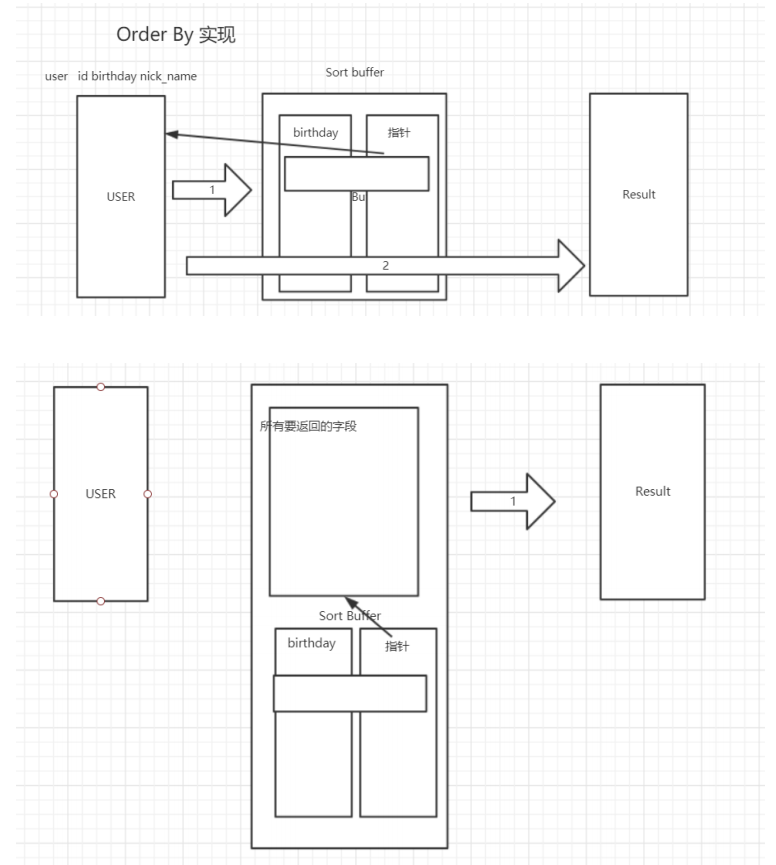 Order By 实现
user id birthday nick_name
Sort buffer
birthday
指针
USER
1
Bu
Result
2
所有要返回的字段
USER
1
Result
Sort Buffer
birthday
指针